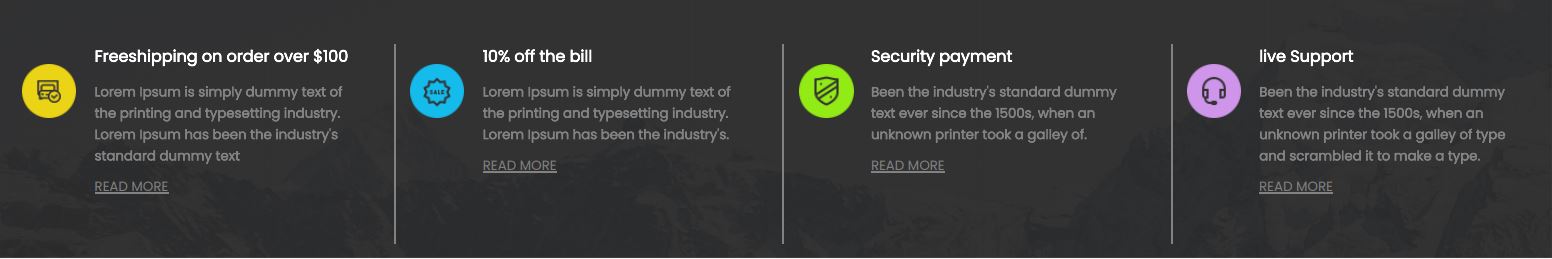 Freeshipping on order over $100
Lorem Ipsum is simply dummy text of
the printing and typesetting industry.
Lorem Ipsum has been the industry's
standard dummy text
READ MORE
SALE
10% off the bill
Lorem Ipsum is simply dummy text of
the printing and typesetting industry.
Lorem Ipsum has been the industry's.
READ MORE
Security payment
Been the industry's standard dummy
text ever since the 1500s, when an
unknown printer took a galley of.
READ MORE
live Support
Been the industry's standard dummy
text ever since the 1500s, when an
unknown printer took a galley of type
and scrambled it to make a type.
READ MORE